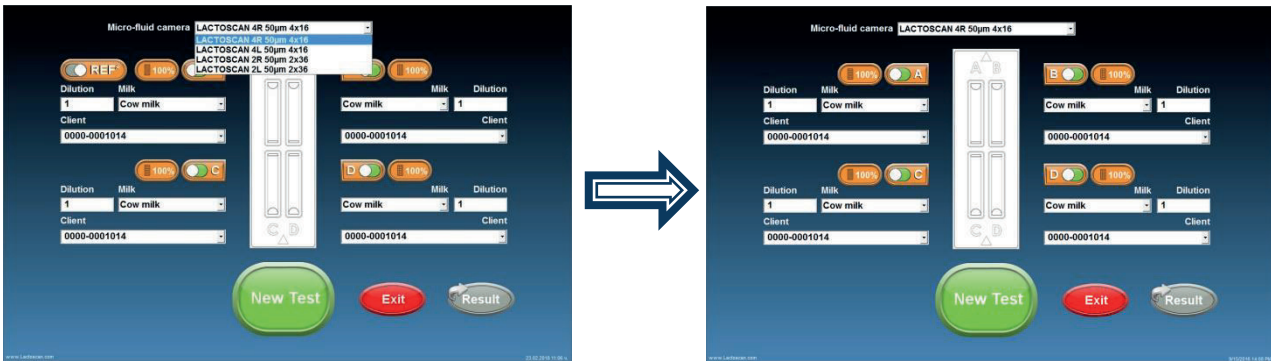 Micro-fluid camera LACTOSCAN 4R 50µm 4x16
LACTOSCAN 4R 50µm 4x16
LACTOSCAN 4L 50µm 4x16
LACTOSCAN 2R 50µm 2x36
LACTOSCAN 2L 50µm 2x36
REF 100%
100%
Dilution Milk Milk Dilution
1 Cow milk Cow milk 1
Client Client
0000-0001014 0000-0001014
100% C D 100%
Dilution Milk Milk Dilution
1 Cow milk Cow milk 1
Client Client
0000-0001014 0000-0001014
C D
New Test Exit Result
www.Lactoscan.com
Micro-fluid camera LACTOSCAN 4R 50µm 4x16
100% A A B B 100%
Dilution Milk Milk Dilution
1 Cow milk Cow milk 1
Client Client
0000-0001014 0000-0001014
100% C D 100%
Dilution Milk Milk Dilution
1 Cow milk Cow milk 1
Client Client
0000-0001014 0000-0001014
C D
New Test Exit Result
www.Lactoscan.com